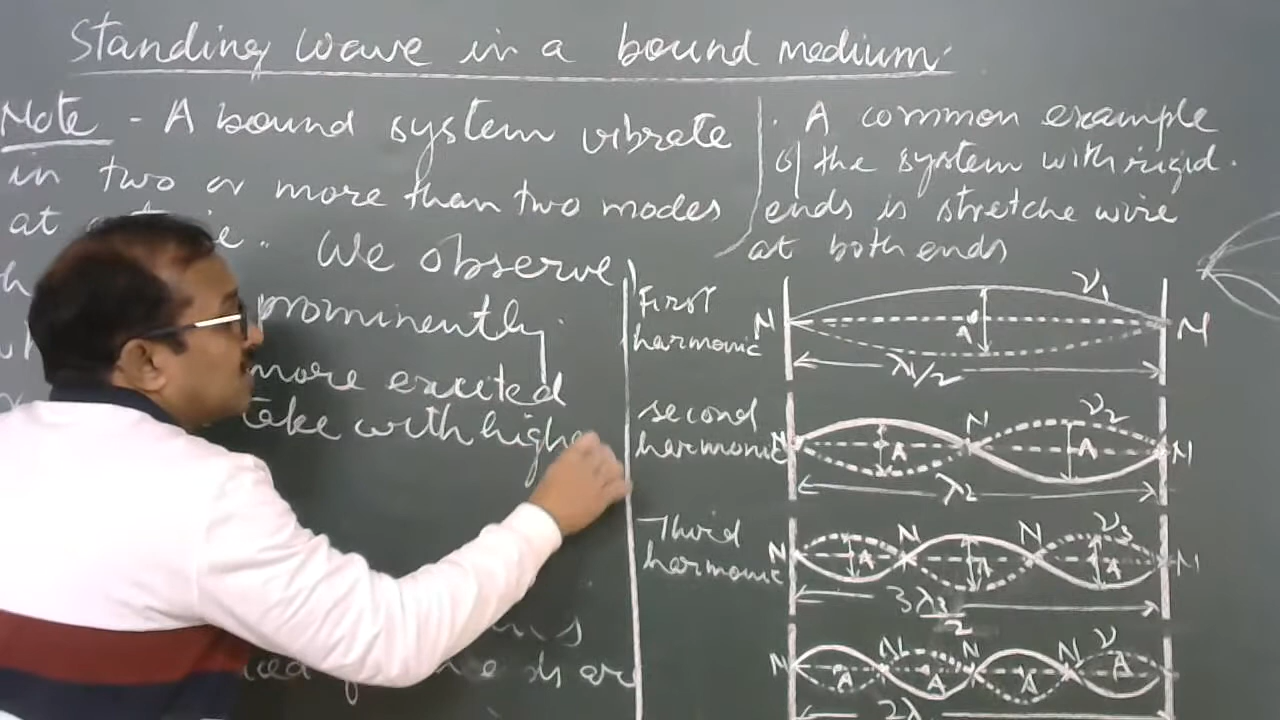 Standing wave in a bound medium.
Note - A bound system vibrate
in two or more than two modes
at
We observe
prominently.
more excited
take with highe
. A common example
of the system with rigid.
ends is stretche wire
at both ends
First
harmonic
N ν1 A N
λ1/2
second
harmonic
N A N ν2 A N
λ2
Third
harmonic
N A N A N ν3 A N
3λ3/2
N A N A N A N ν A
2λ